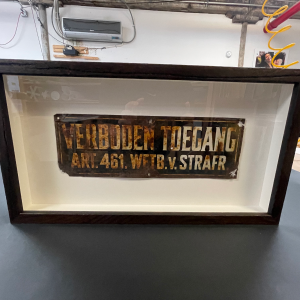 VERBODEN TOEGANG
ART. 461. WETB. v. STRAFR.